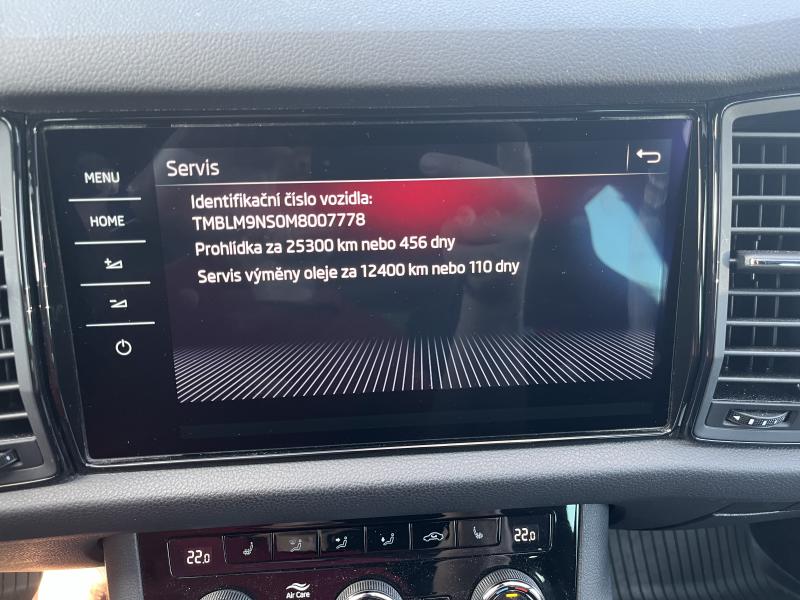 Servis
MENU
Identifikační číslo vozidla:
TMBLM9NS0M8007778
HOME
Prohlídka za 25300 km nebo 456 dny
Servis výměny oleje za 12400 km nebo 110 dny
22.0
22.0
Air Care